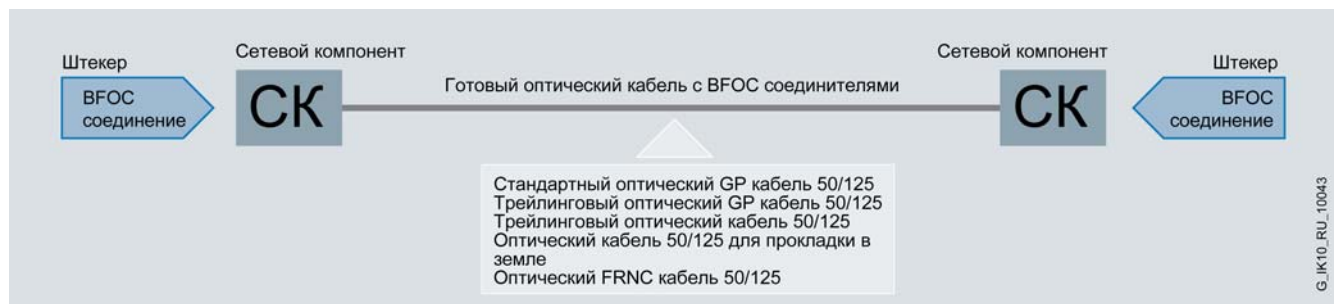 Штекер
BFOC
соединение
Сетевой компонент
СК
Готовый оптический кабель с BFOC соединителями
Сетевой компонент
СК
Штекер
BFOC
соединение
Стандартный оптический GP кабель 50/125
Трейлинговый оптический GP кабель 50/125
Трейлинговый оптический кабель 50/125
Оптический кабель 50/125 для прокладки в
земле
Оптический FRNC кабель 50/125
G_IK10_RU_10043